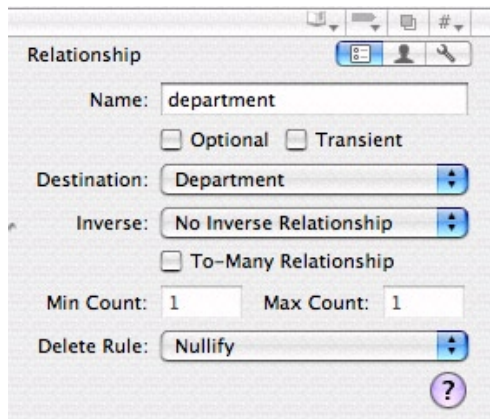 #
Relationship
Name: department
Optional Transient
Destination: Department
Inverse: No Inverse Relationship
To-Many Relationship
Min Count: 1 Max Count: 1
Delete Rule: Nullify
?